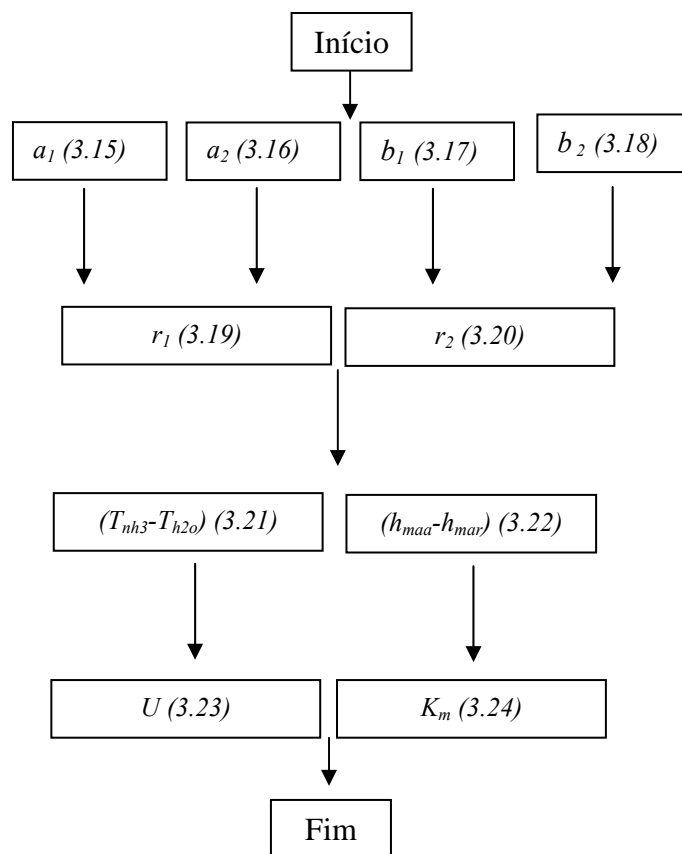 Início
a₁ (3.15) a₂ (3.16) b₁ (3.17) b₂ (3.18)
r₁ (3.19) r₂ (3.20)
(Tₙₕ₃-Tₕ₂ₒ) (3.21) (hₘₐₐ-hₘₐᵣ) (3.22)
U (3.23) Kₘ (3.24)
Fim